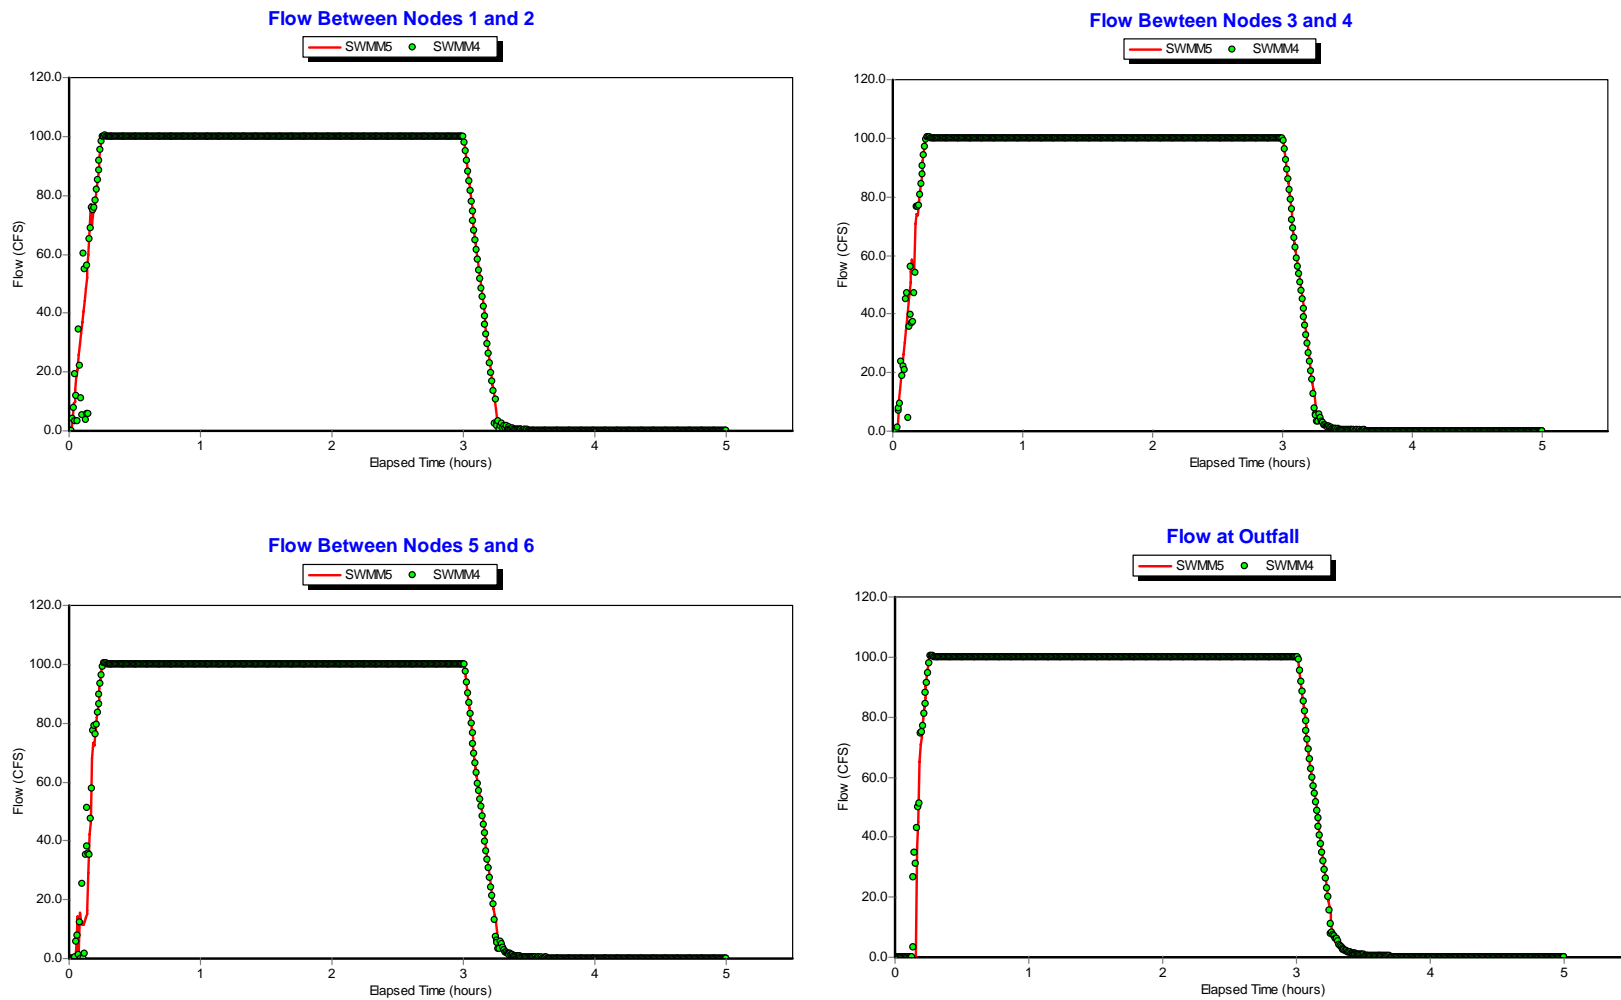 Flow Between Nodes 1 and 2
SWMM5 SWMM4
120.0
100.0
80.0
60.0
40.0
20.0
0.0
Flow (CFS)
0 1 2 3 4 5
Elapsed Time (hours)
Flow Bewteen Nodes 3 and 4
SWMM5 SWMM4
120.0
100.0
80.0
60.0
40.0
20.0
0.0
Flow (CFS)
0 1 2 3 4 5
Elapsed Time (hours)
Flow Between Nodes 5 and 6
SWMM5 SWMM4
120.0
100.0
80.0
60.0
40.0
20.0
0.0
Flow (CFS)
0 1 2 3 4 5
Elapsed Time (hours)
Flow at Outfall
SWMM5 SWMM4
120.0
100.0
80.0
60.0
40.0
20.0
0.0
Flow (CFS)
0 1 2 3 4 5
Elapsed Time (hours)